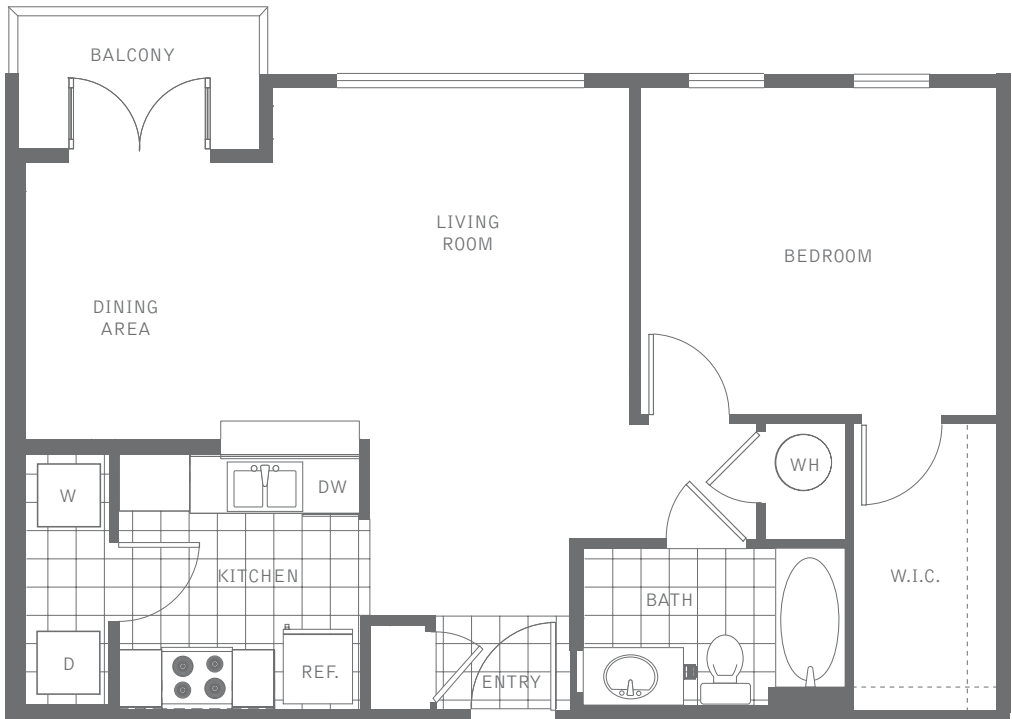 BALCONY
LIVING
ROOM
BEDROOM
DINING
AREA
WH
DW
W
KITCHEN
W.I.C.
BATH
D
REF.
ENTRY